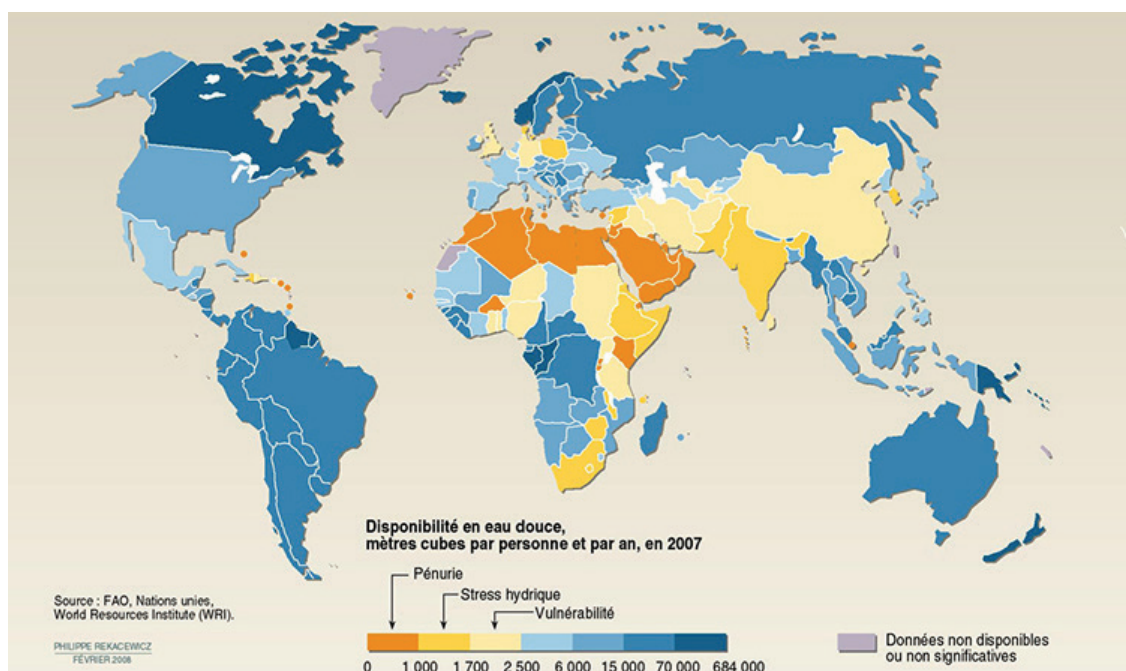 Disponibilité en eau douce,
mètres cubes par personne et par an, en 2007
Pénurie
Stress hydrique
Vulnérabilité
0 1 000 1 700 2 500 6 000 15 000 70 000 684 000
Données non disponibles
ou non significatives
Source : FAO, Nations unies,
World Resources Institute (WRI).
PHILIPPE REKACEWICZ
FÉVRIER 2008